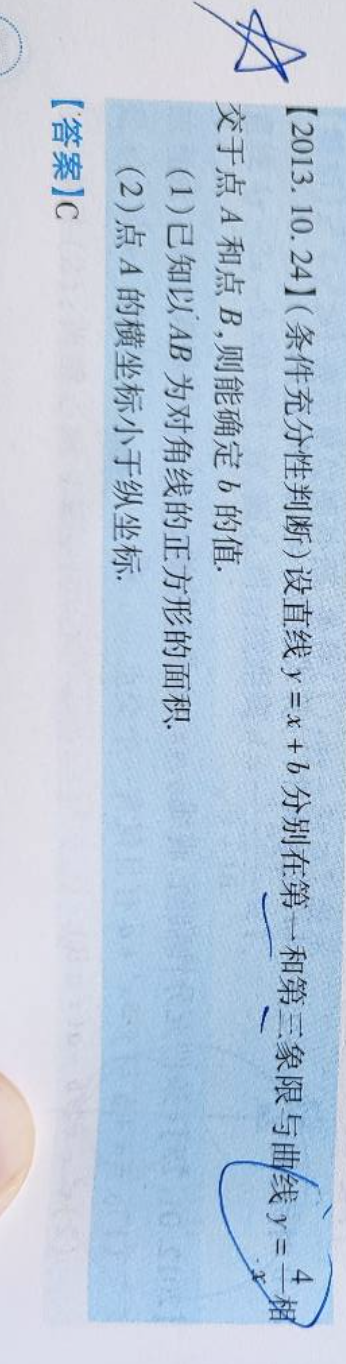 【2013.10.24】(条件充分性判断)设直线 y=x+b 分别在第一和第三象限与曲线 y=4/x 相
交于点 A 和点 B,则能确定 b 的值.
(1)已知以 AB 为对角线的正方形的面积.
(2)点 A 的横坐标小于纵坐标.
【答案】C